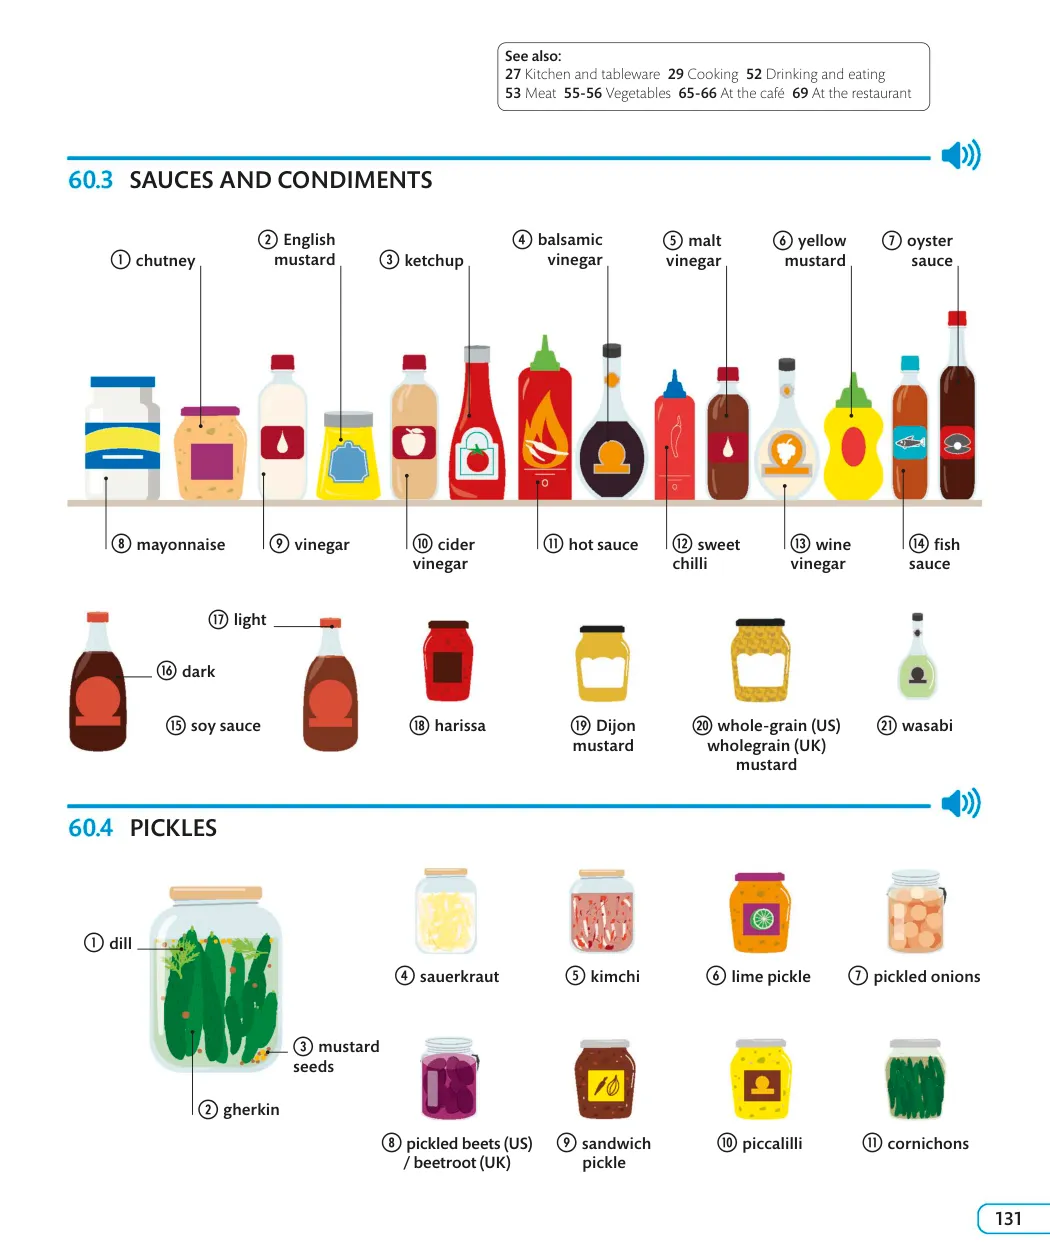 See also:
27 Kitchen and tableware 29 Cooking 52 Drinking and eating
53 Meat 55-56 Vegetables 65-66 At the café 69 At the restaurant
60.3 SAUCES AND CONDIMENTS
① chutney
② English
mustard
③ ketchup
④ balsamic
vinegar
⑤ malt
vinegar
⑥ yellow
mustard
⑦ oyster
sauce
⑧ mayonnaise
⑨ vinegar
⑩ cider
vinegar
⑪ hot sauce
⑫ sweet
chilli
⑬ wine
vinegar
⑭ fish
sauce
⑰ light
⑯ dark
⑮ soy sauce
⑱ harissa
⑲ Dijon
mustard
⑳ whole-grain (US)
wholegrain (UK)
mustard
㉑ wasabi
60.4 PICKLES
① dill
③ mustard
seeds
② gherkin
④ sauerkraut
⑤ kimchi
⑥ lime pickle
⑦ pickled onions
⑧ pickled beets (US)
/ beetroot (UK)
⑨ sandwich
pickle
⑩ piccalilli
⑪ cornichons
131